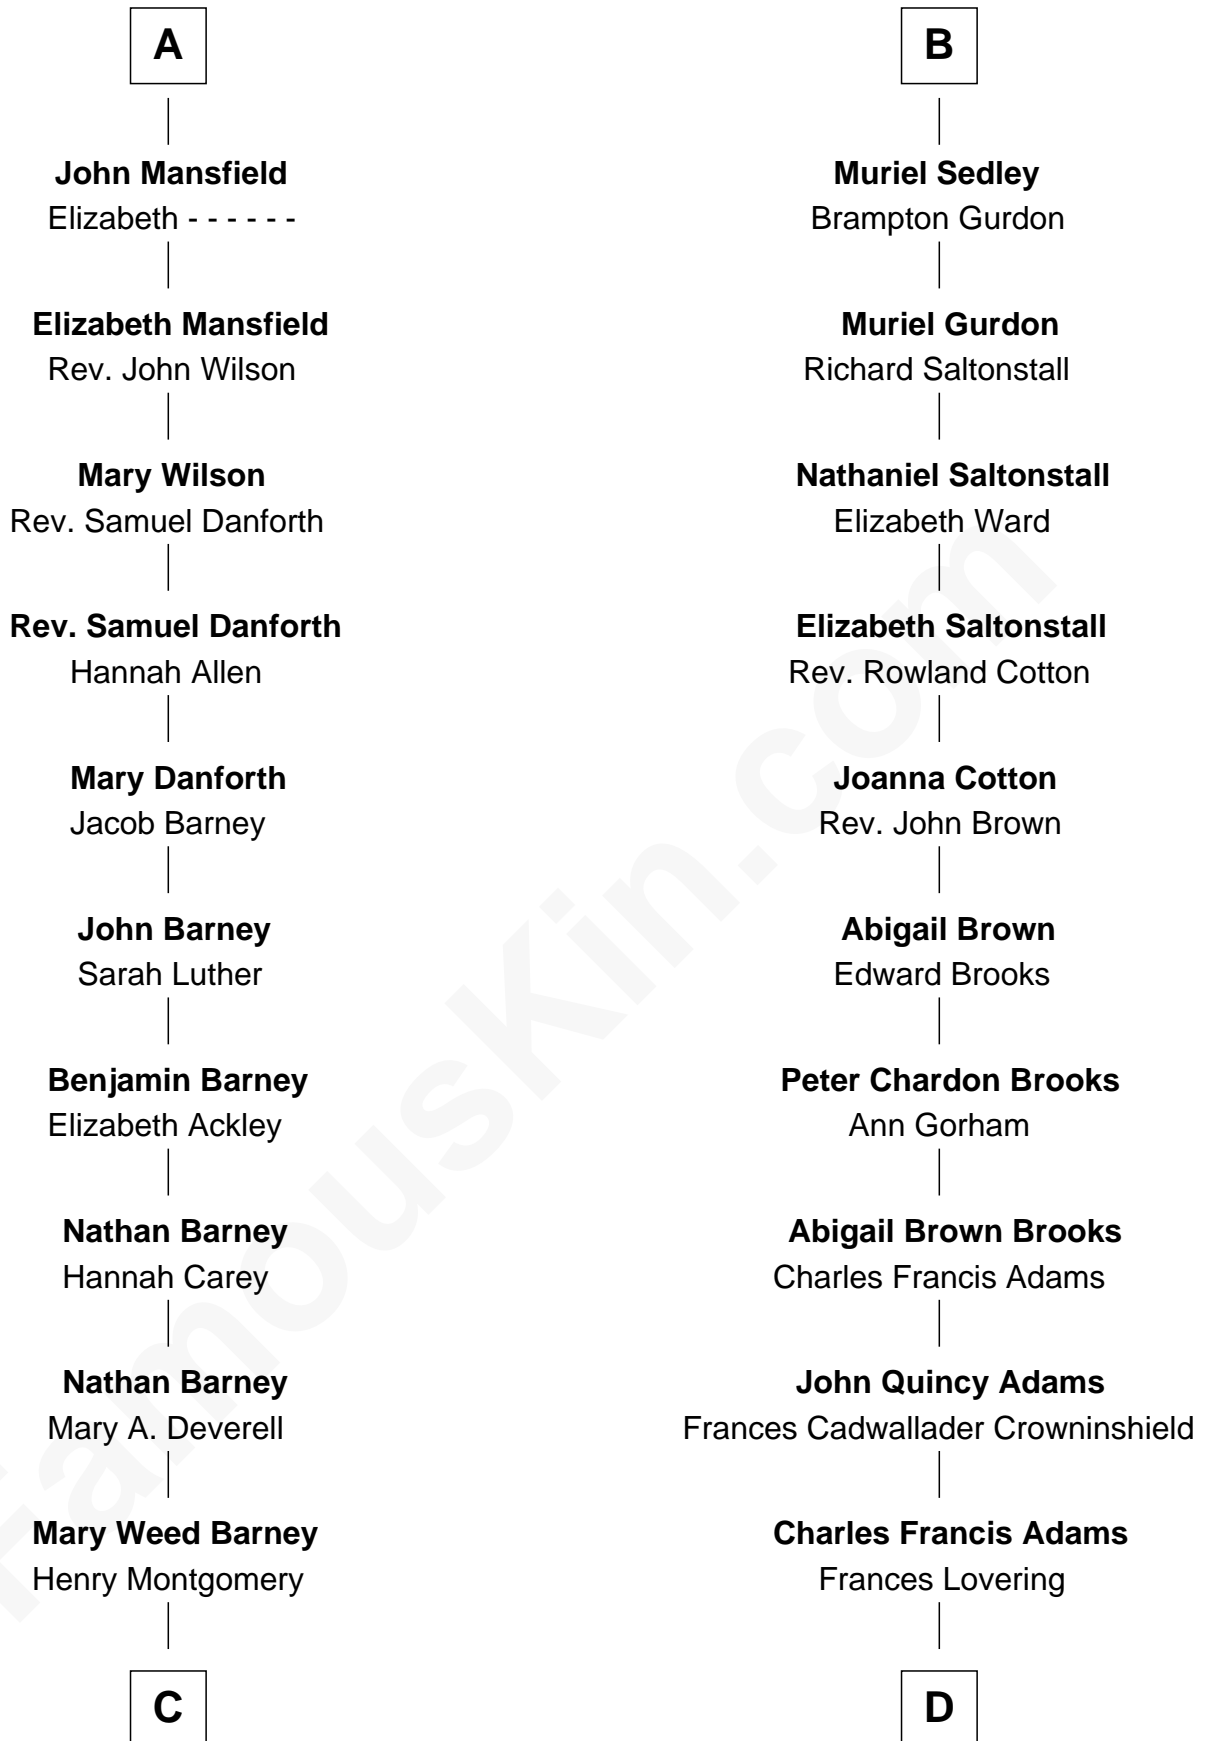 A
John Mansfield
Elizabeth - - - - - -
Elizabeth Mansfield
Rev. John Wilson
Mary Wilson
Rev. Samuel Danforth
Rev. Samuel Danforth
Hannah Allen
Mary Danforth
Jacob Barney
John Barney
Sarah Luther
Benjamin Barney
Elizabeth Ackley
Nathan Barney
Hannah Carey
Nathan Barney
Mary A. Deverell
Mary Weed Barney
Henry Montgomery
C
B
Muriel Sedley
Brampton Gurdon
Muriel Gurdon
Richard Saltonstall
Nathaniel Saltonstall
Elizabeth Ward
Elizabeth Saltonstall
Rev. Rowland Cotton
Joanna Cotton
Rev. John Brown
Abigail Brown
Edward Brooks
Peter Chardon Brooks
Ann Gorham
Abigail Brown Brooks
Charles Francis Adams
John Quincy Adams
Frances Cadwallader Crowninshield
Charles Francis Adams
Frances Lovering
D
FamousKin.com